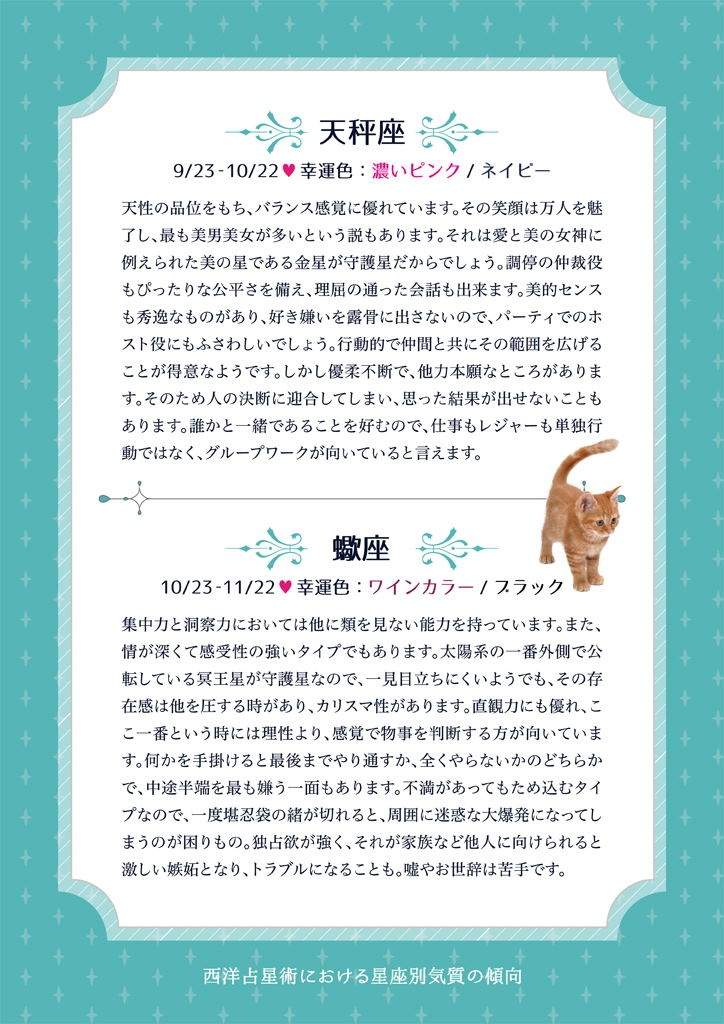 天秤座
9/23-10/22♥幸運色：濃いピンク / ネイビー
天性の品位をもち、バランス感覚に優れています。その笑顔は万人を魅
了し、最も美男美女が多いという説もあります。それは愛と美の女神に
例えられた美の星である金星が守護星だからでしょう。調停の仲裁役
もぴったりな公平さを備え、理屈の通った会話も出来ます。美的センス
も秀逸なものがあり、好き嫌いを露骨に出さないので、パーティでのホ
スト役にもふさわしいでしょう。行動的で仲間と共にその範囲を広げる
ことが得意なようです。しかし優柔不断で、他力本願なところがありま
す。そのため人の決断に迎合してしまい、思った結果が出せないことも
あります。誰かと一緒であることを好むので、仕事もレジャーも単独行
動ではなく、グループワークが向いていると言えます。
蠍座
10/23-11/22♥幸運色：ワインカラー / ブラック
集中力と洞察力においては他に類を見ない能力を持っています。また、
情が深くて感受性の強いタイプでもあります。太陽系の一番外側で公
転している冥王星が守護星なので、一見目立ちにくいようでも、その存
在感は他を圧する時があり、カリスマ性があります。直観力にも優れ、こ
こ一番という時には理性より、感覚で物事を判断する方が向いていま
す。何かを手掛けると最後までやり通すか、全くやらないかのどちらか
で、中途半端を最も嫌う一面もあります。不満があってもため込むタイ
プなので、一度堪忍袋の緒が切れると、周囲に迷惑な大爆発になってし
まうのが困りもの。独占欲が強く、それが家族など他人に向けられると
激しい嫉妬となり、トラブルになることも。嘘やお世辞は苦手です。
西洋占星術における星座別気質の傾向